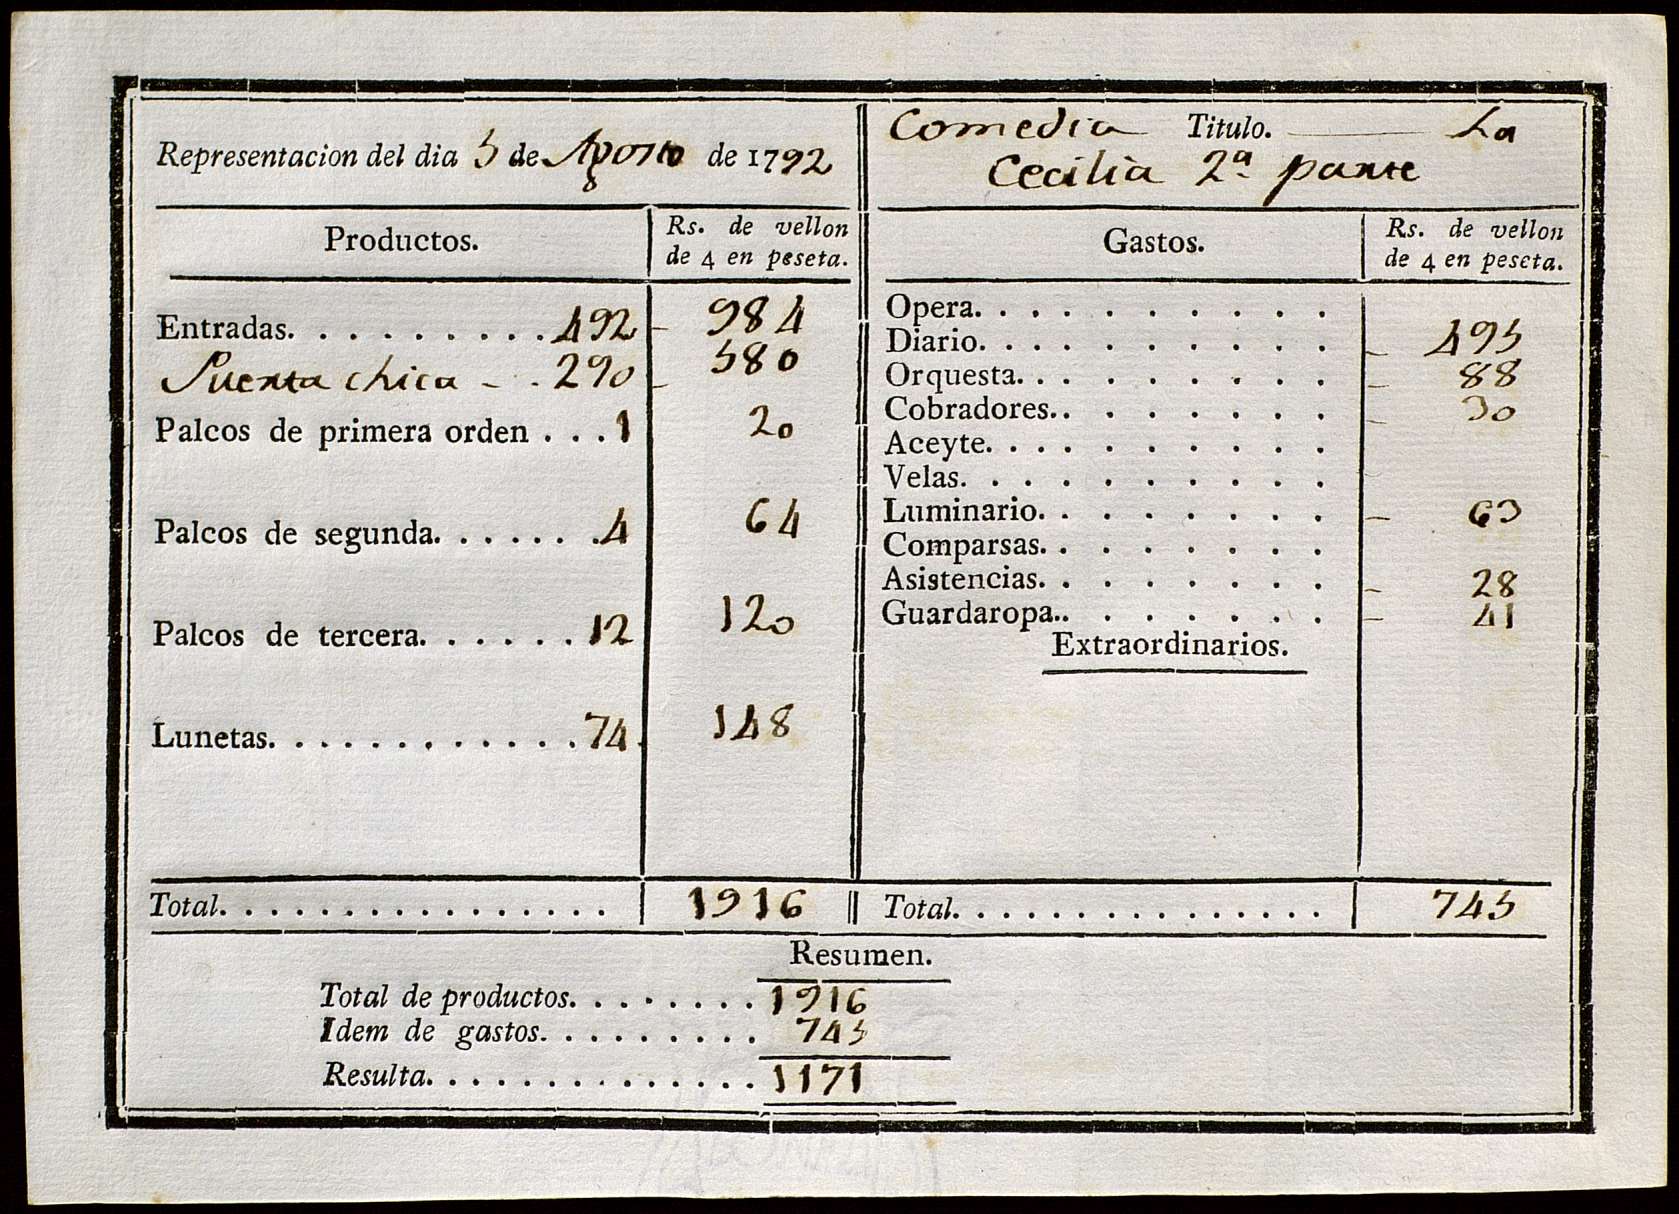 Representacion del dia 5 de Agosto de 1792
Productos.
Rs. de vellon
de 4 en peseta.
Entradas. . . . . . . . . . 492 - 984
Puerta chica - . . 290 - 580
Palcos de primera orden . . . 1 20
Palcos de segunda. . . . . . . 4 64
Palcos de tercera. . . . . . 12 120
Lunetas. . . . . . . . . . . . . 74. 148
Total. . . . . . . . . . . . . . . . 1916
Comedia Titulo. La
Cecilia 2ª parte
Gastos.
Rs. de vellon
de 4 en peseta.
Opera. . . . . . . . . .
Diario. . . . . . . . . . - 495
Orquesta. . . . . . . . . - 88
Cobradores. . . . . . . . - 30
Aceyte. . . . . . . . . .
Velas. . . . . . . . . .
Luminario. . . . . . . . - 63
Comparsas. . . . . . . .
Asistencias. . . . . . . . - 28
Guardaropa. . . . . . . . - 41
Extraordinarios.
Total. . . . . . . . . . . . . . . 745
Resumen.
Total de productos. . . . . . . . 1916
Idem de gastos. . . . . . . . . 745
Resulta. . . . . . . . . . . . . . 1171